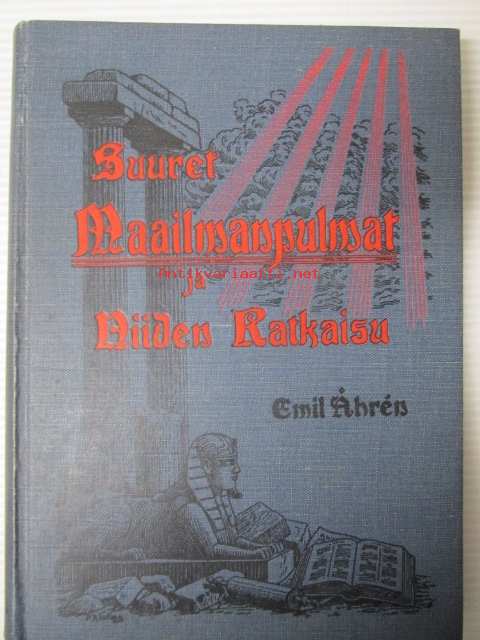 Suuret
Maailmanpulmat
Antikvariaatti.net
ja
Niiden Ratkaisu
Emil Åhrén